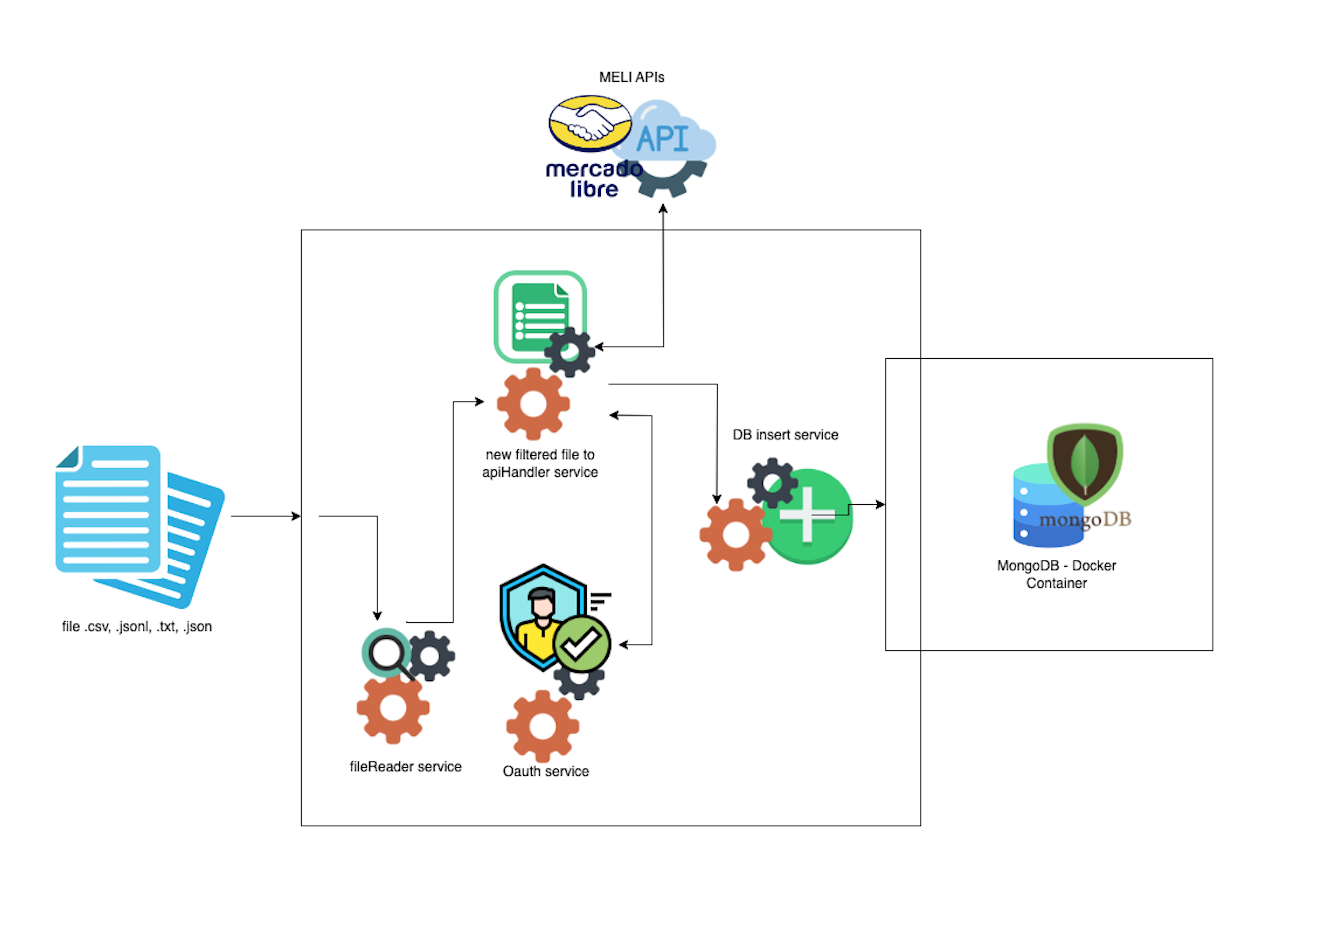 MELI APIs
API
mercado
libre
new filtered file to
apiHandler service
DB insert service
mongoDB
MongoDB - Docker
Container
file .csv, .jsonl, .txt, .json
fileReader service
Oauth service